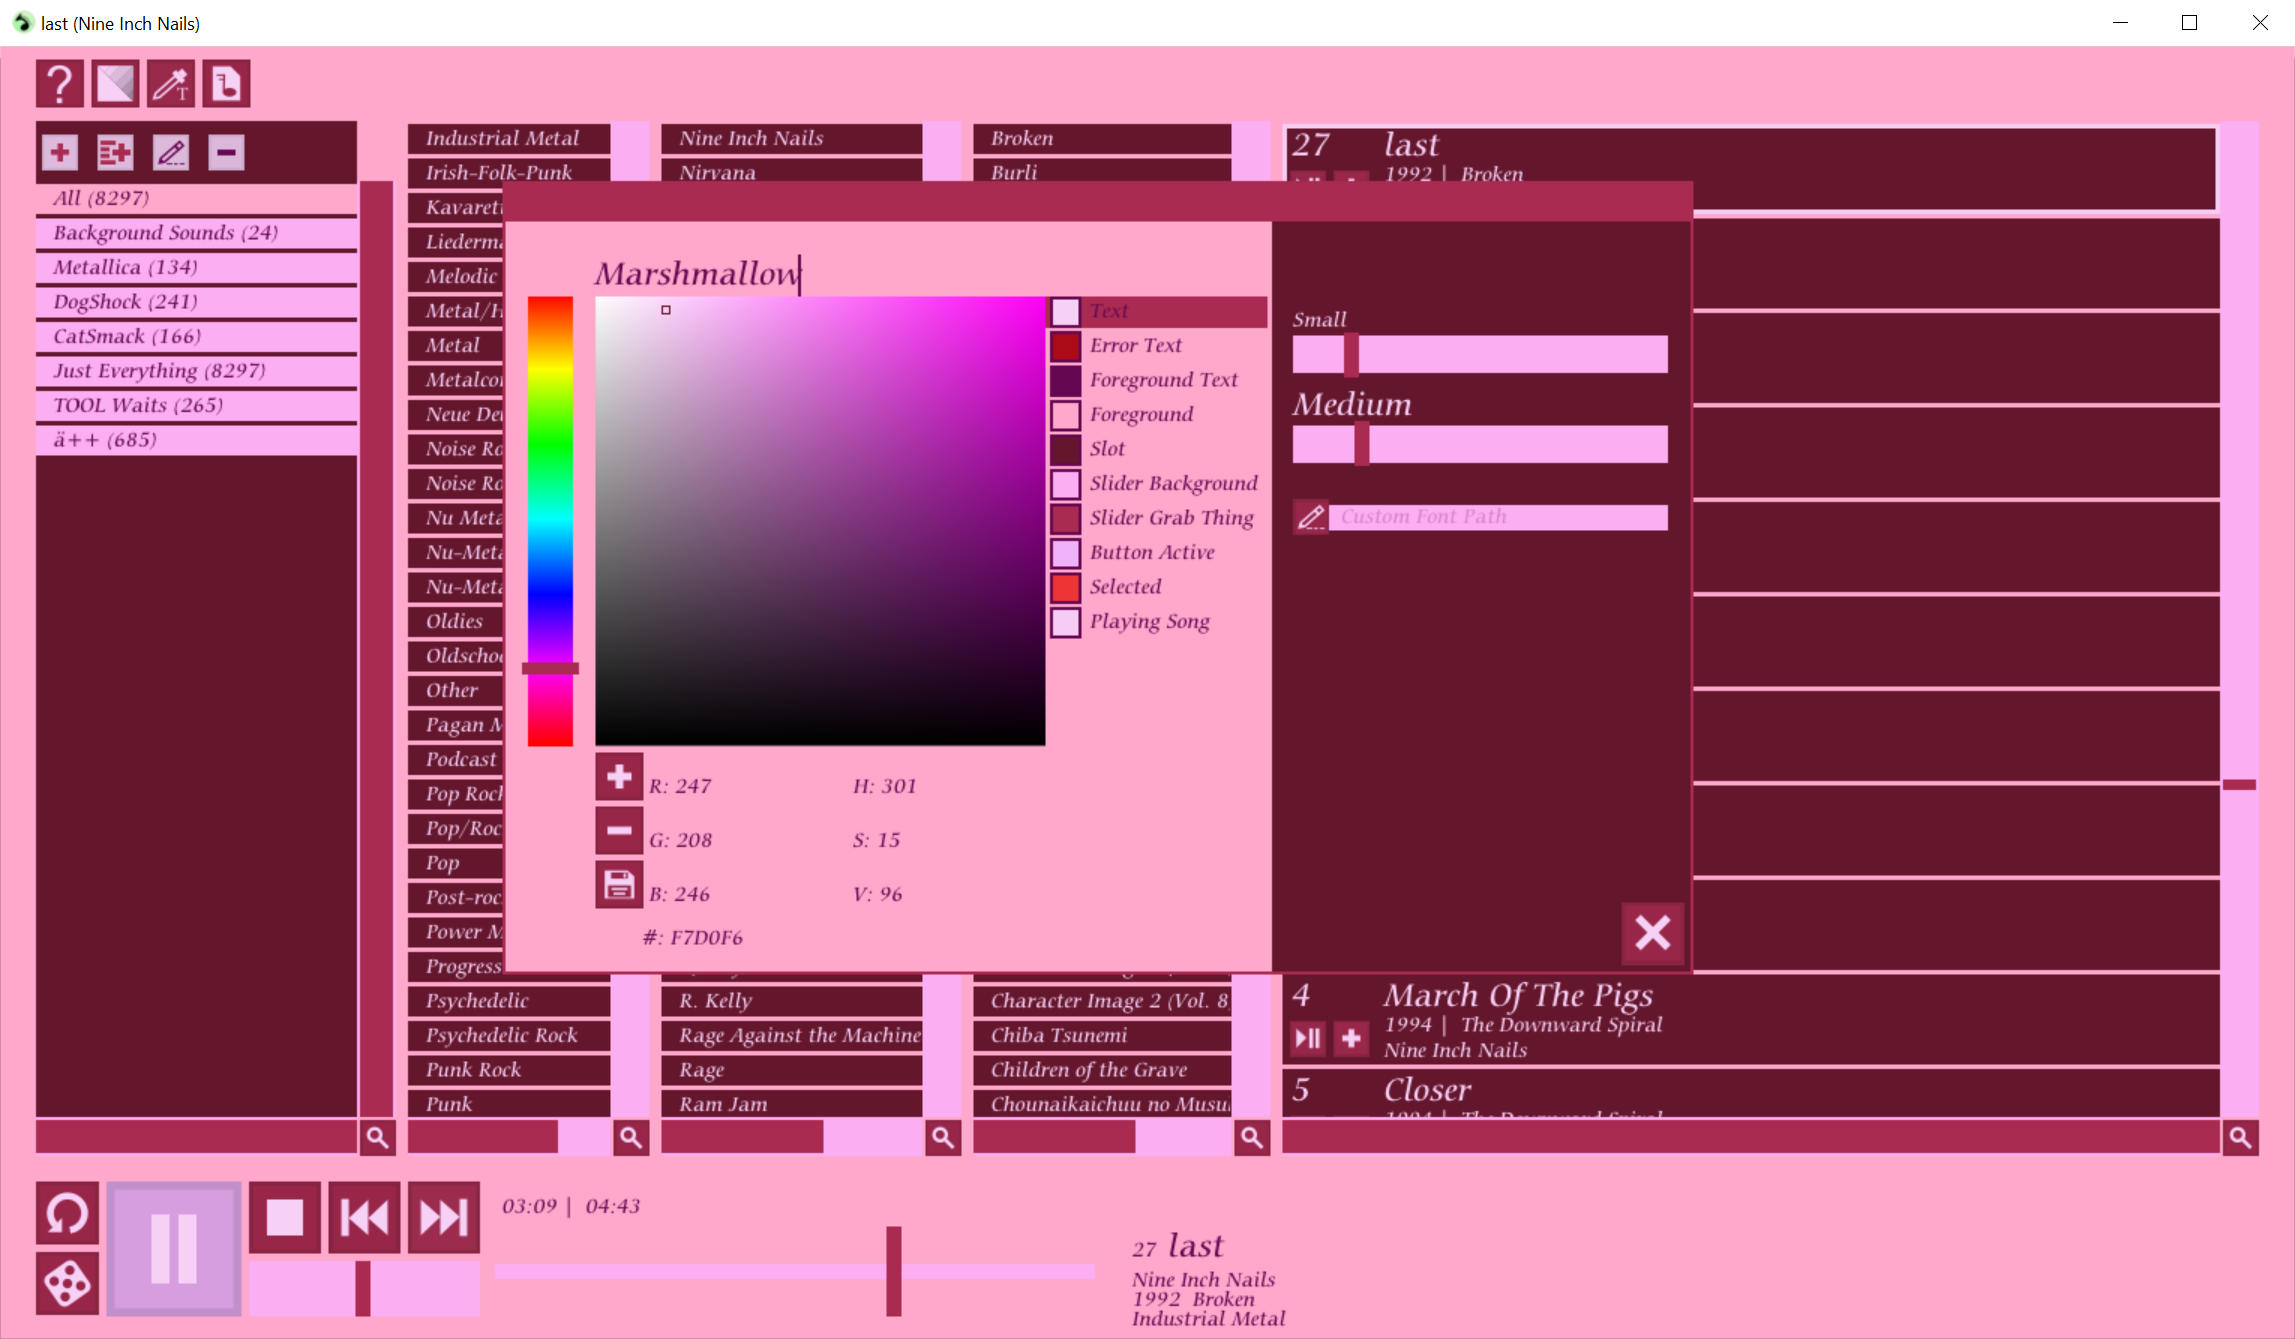 last (Nine Inch Nails)
All (8297)
Background Sounds (24)
Metallica (134)
DogShock (241)
CatSmack (166)
Just Everything (8297)
TOOL Waits (265)
ä++ (685)
Industrial Metal
Irish-Folk-Punk
Kavaret
Liederm
Melodic
Metal/H
Metal
Metalco
Neue De
Noise Ro
Noise Ro
Nu Meta
Nu-Meta
Nu-Meta
Oldies
Oldscho
Other
Pagan M
Podcast
Pop Rock
Pop/Roc
Pop
Post-roc
Power M
Progress
Psychedelic
Psychedelic Rock
Punk Rock
Punk
Nine Inch Nails
Nirvana
R. Kelly
Rage Against the Machine
Rage
Ram Jam
Broken
Burli
Character Image 2 (Vol. 8
Chiba Tsunemi
Children of the Grave
Chounaikaichuu no Musu
27 last
1992 | Broken
4 March Of The Pigs
1994 | The Downward Spiral
Nine Inch Nails
5 Closer
1994 | The Downward Spiral
Marshmallow
Text
Error Text
Foreground Text
Foreground
Slot
Slider Background
Slider Grab Thing
Button Active
Selected
Playing Song
R: 247 H: 301
G: 208 S: 15
B: 246 V: 96
#: F7D0F6
Small
Medium
Custom Font Path
03:09 | 04:43
27 last
Nine Inch Nails
1992 Broken
Industrial Metal